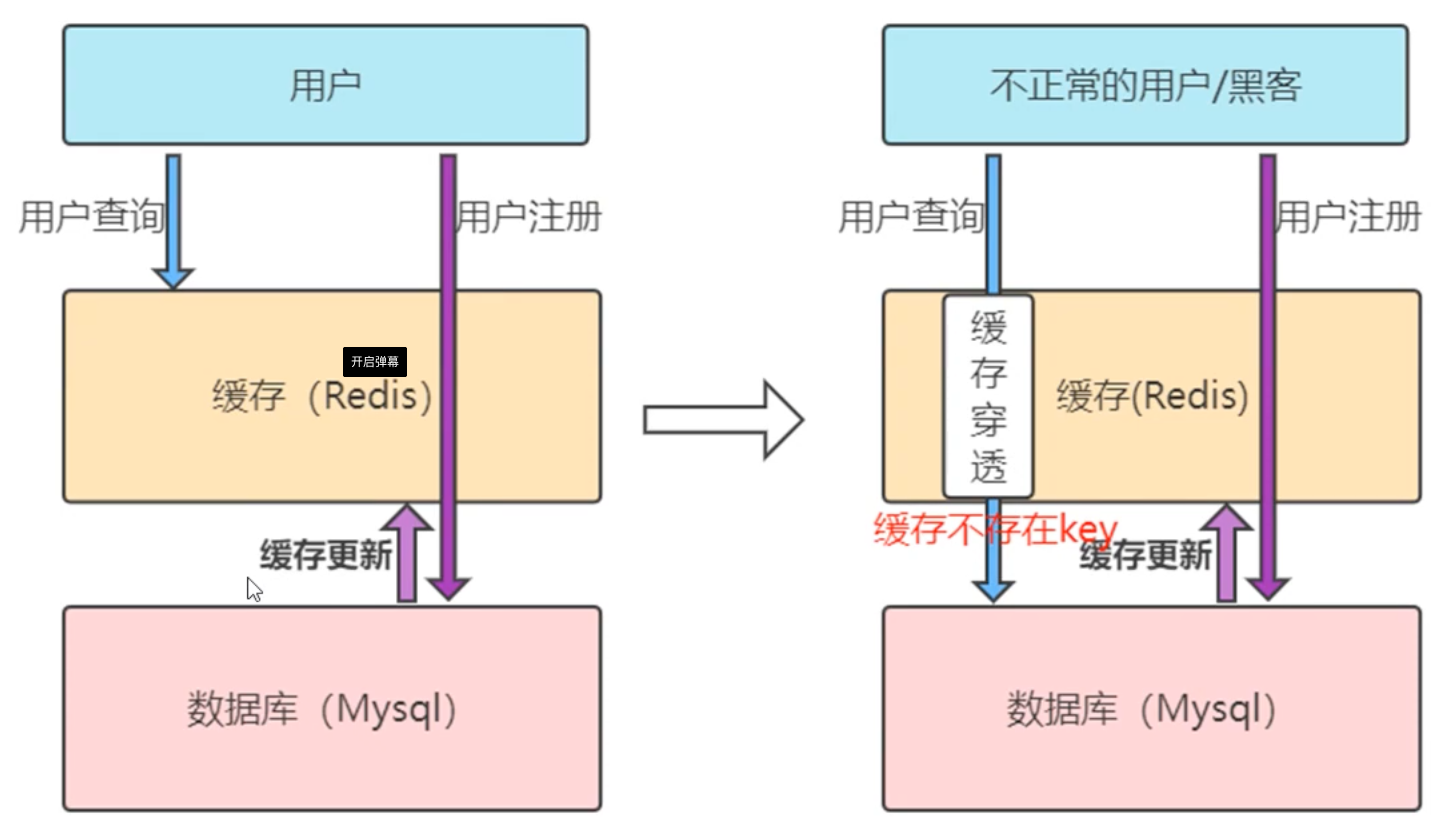 用户
用户查询
用户注册
开启弹幕
缓存（Redis）
缓存更新
数据库（Mysql）
不正常的用户/黑客
用户查询
用户注册
缓
存
穿
透
缓存(Redis)
缓存不存在key
缓存更新
数据库（Mysql）